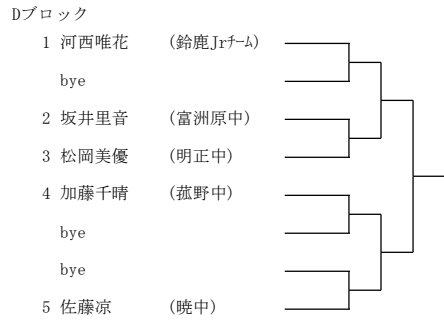 Dブロック
1 河西唯花 (鈴鹿Jrチーム)
bye
2 坂井里音 (富洲原中)
3 松岡美優 (明正中)
4 加藤千晴 (菰野中)
bye
bye
5 佐藤凉 (暁中)